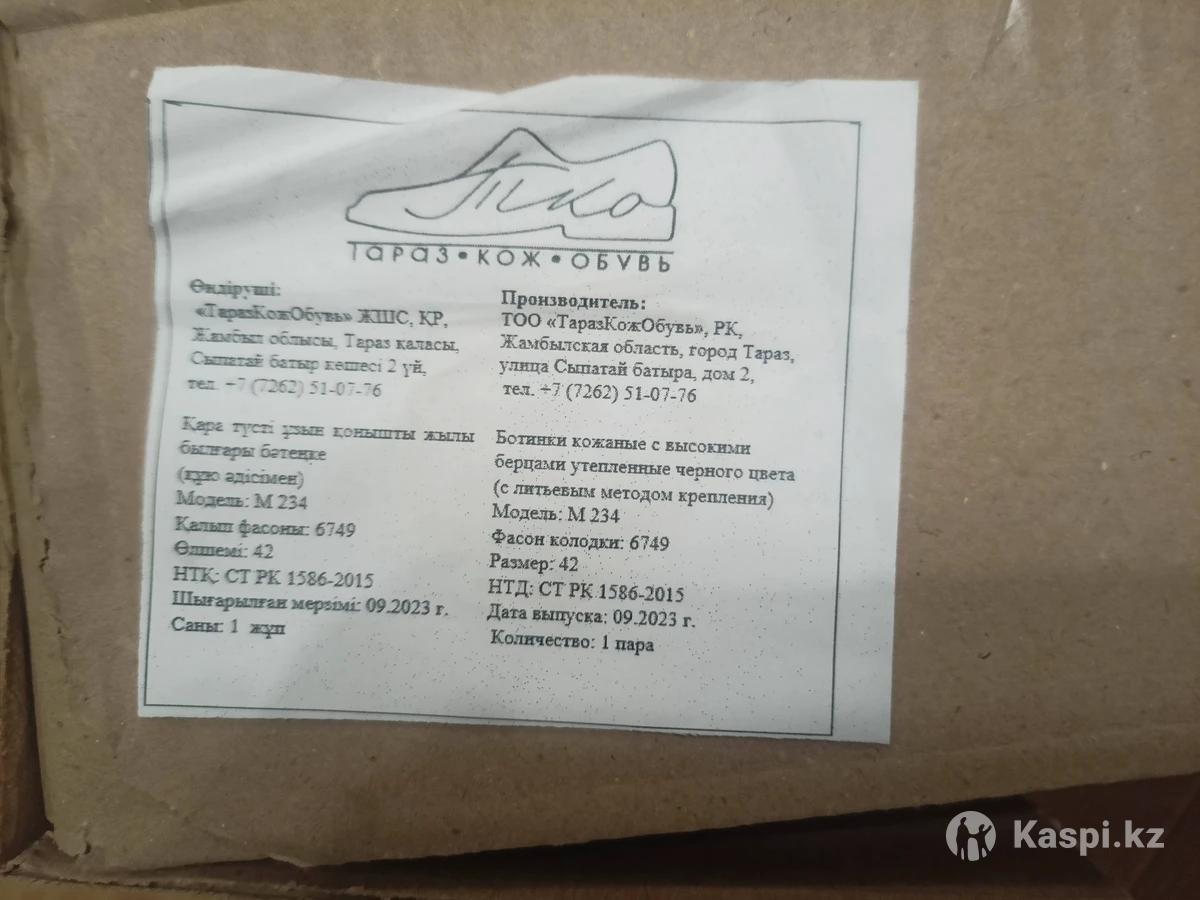 ТКО
ТАРАЗ • КОЖ • ОБУВЬ
Өндіруші:
«ТаразКожОбувь» ЖШС, ҚР,
Жамбыл облысы, Тараз қаласы,
Сыпатай батыр көшесі 2 үй,
тел. +7 (7262) 51-07-76
Қара түсті ұзын қонышты жылы
былғары бәтеңке
(құю әдісімен)
Модель: М 234
Қалып фасоны: 6749
Өлшемі: 42
НТҚ: СТ РК 1586-2015
Шығарылған мерзімі: 09.2023 г.
Саны: 1 жұп
Производитель:
ТОО «ТаразКожОбувь», РК,
Жамбылская область, город Тараз,
улица Сыпатай батыра, дом 2,
тел. +7 (7262) 51-07-76
Ботинки кожаные с высокими
берцами утепленные черного цвета
(с литьевым методом крепления)
Модель: М 234
Фасон колодки: 6749
Размер: 42
НТД: СТ РК 1586-2015
Дата выпуска: 09.2023 г.
Количество: 1 пара
Kaspi.kz